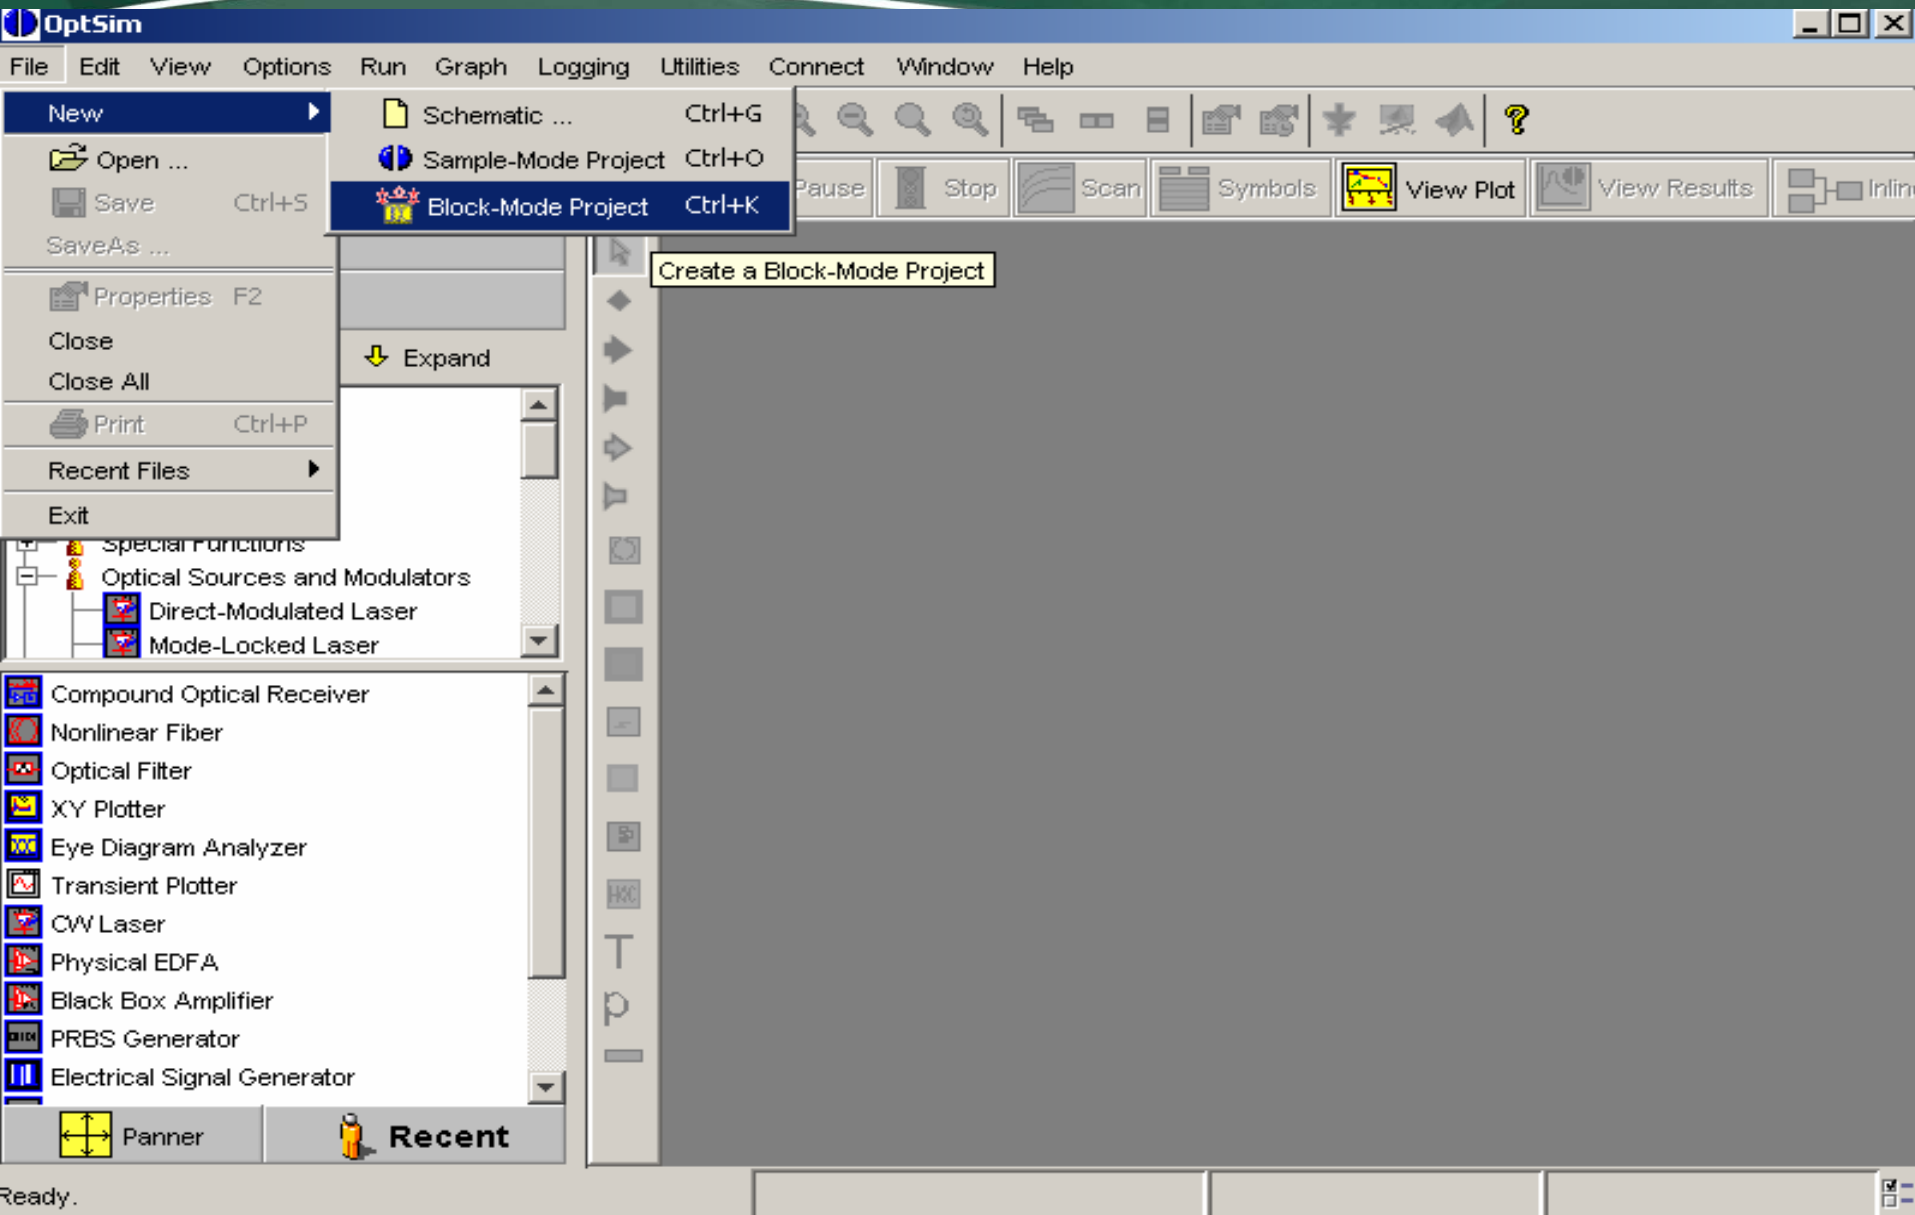 OptSim
File Edit View Options Run Graph Logging Utilities Connect Window Help
New
Schematic ... Ctrl+G
Sample-Mode Project Ctrl+O
Block-Mode Project Ctrl+K
Open ...
Save Ctrl+S
SaveAs ...
Properties F2
Close
Close All
Print Ctrl+P
Recent Files
Exit
Pause Stop Scan Symbols View Plot View Results Inlin
Create a Block-Mode Project
Expand
Special Functions
Optical Sources and Modulators
Direct-Modulated Laser
Mode-Locked Laser
Compound Optical Receiver
Nonlinear Fiber
Optical Filter
XY Plotter
Eye Diagram Analyzer
Transient Plotter
CW Laser
Physical EDFA
Black Box Amplifier
PRBS Generator
Electrical Signal Generator
T
p
Panner Recent
Ready.